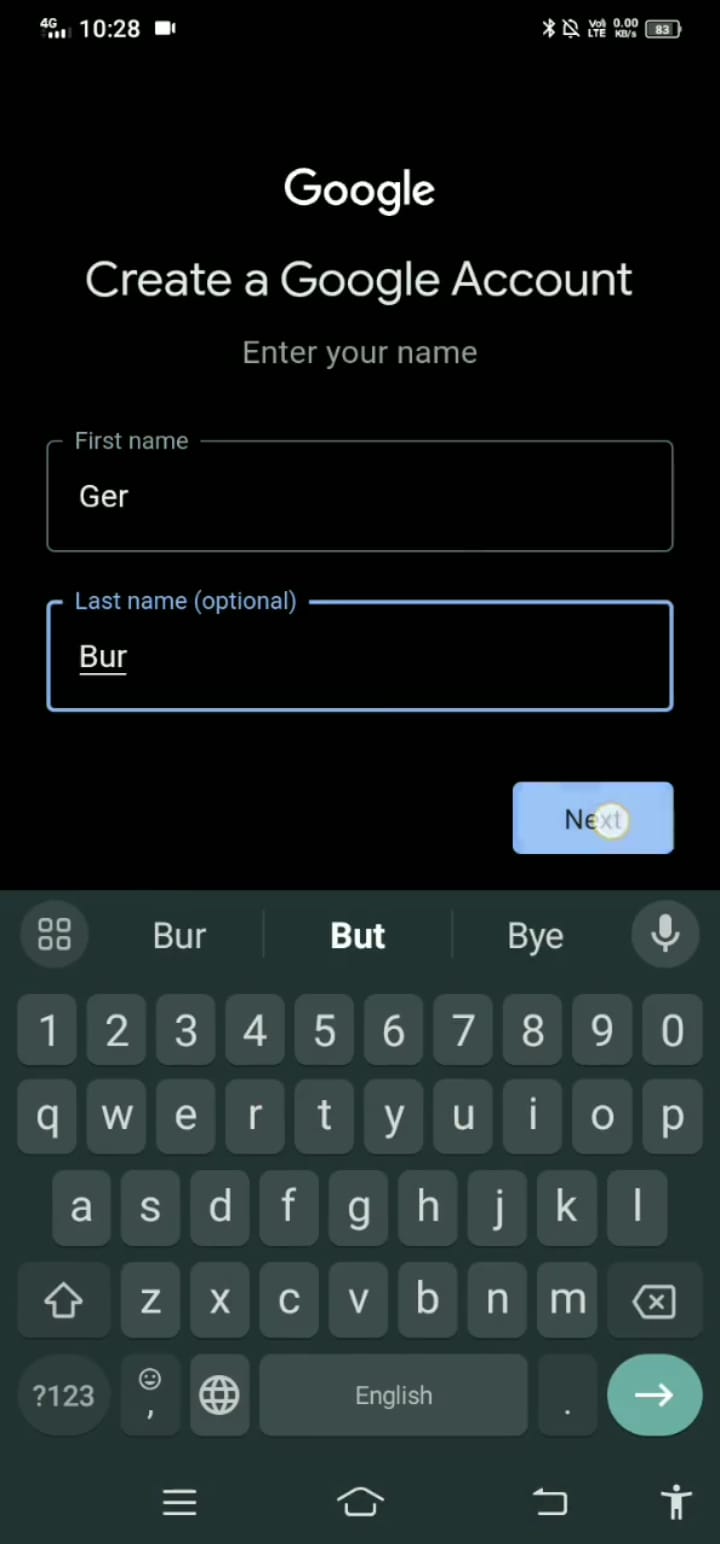 4G 10:28 Vo) LTE 0.00 KB/s 83
Google
Create a Google Account
Enter your name
First name
Ger
Last name (optional)
Bur
Next
Bur But Bye
1 2 3 4 5 6 7 8 9 0
q w e r t y u i o p
a s d f g h j k l
z x c v b n m
?123 , English .